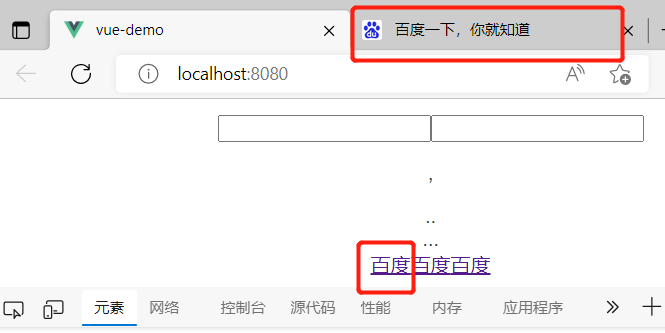 vue-demo
百度一下，你就知道
localhost:8080
,
..
...
百度百度百度
元素 网络 控制台 源代码 性能 内存 应用程序